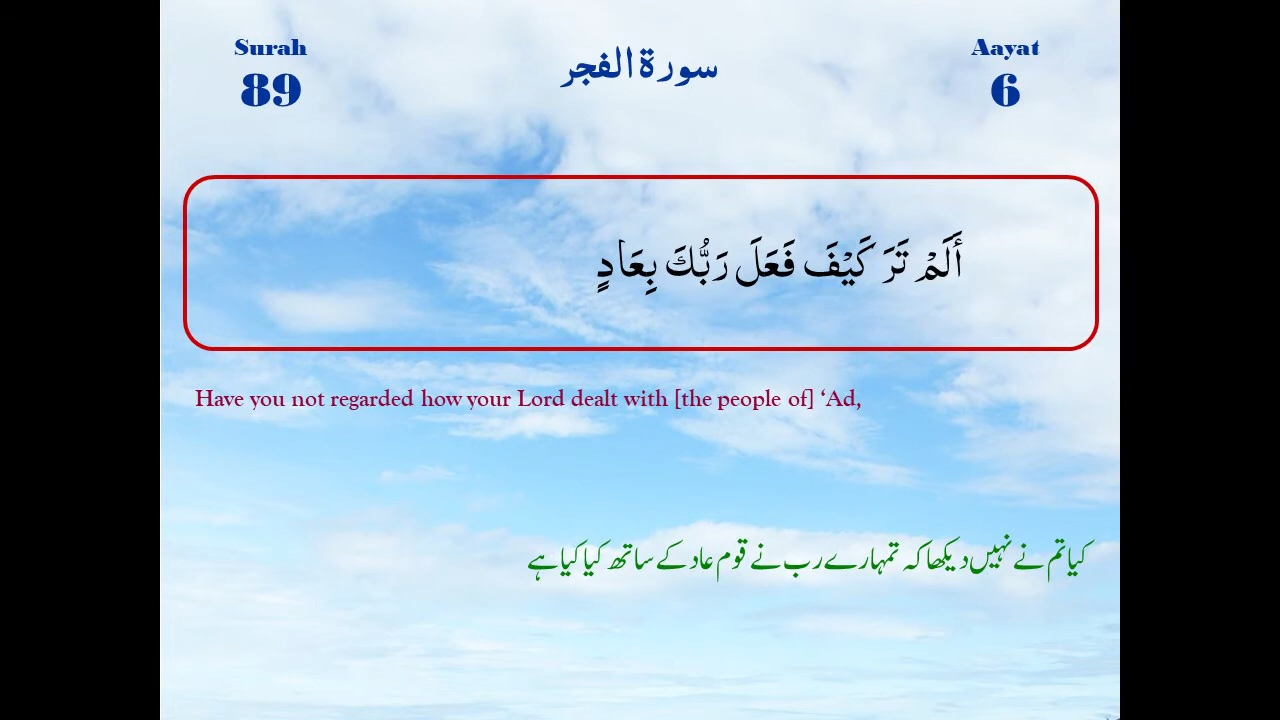 Surah
89
سورة الفجر
Aayat
6
أَلَمْ تَرَ كَيْفَ فَعَلَ رَبُّكَ بِعَادٍ
Have you not regarded how your Lord dealt with [the people of] ‘Ad,
کیا تم نے نہیں دیکھا کہ تمہارے رب نے قوم عاد کے ساتھ کیا کیا ہے